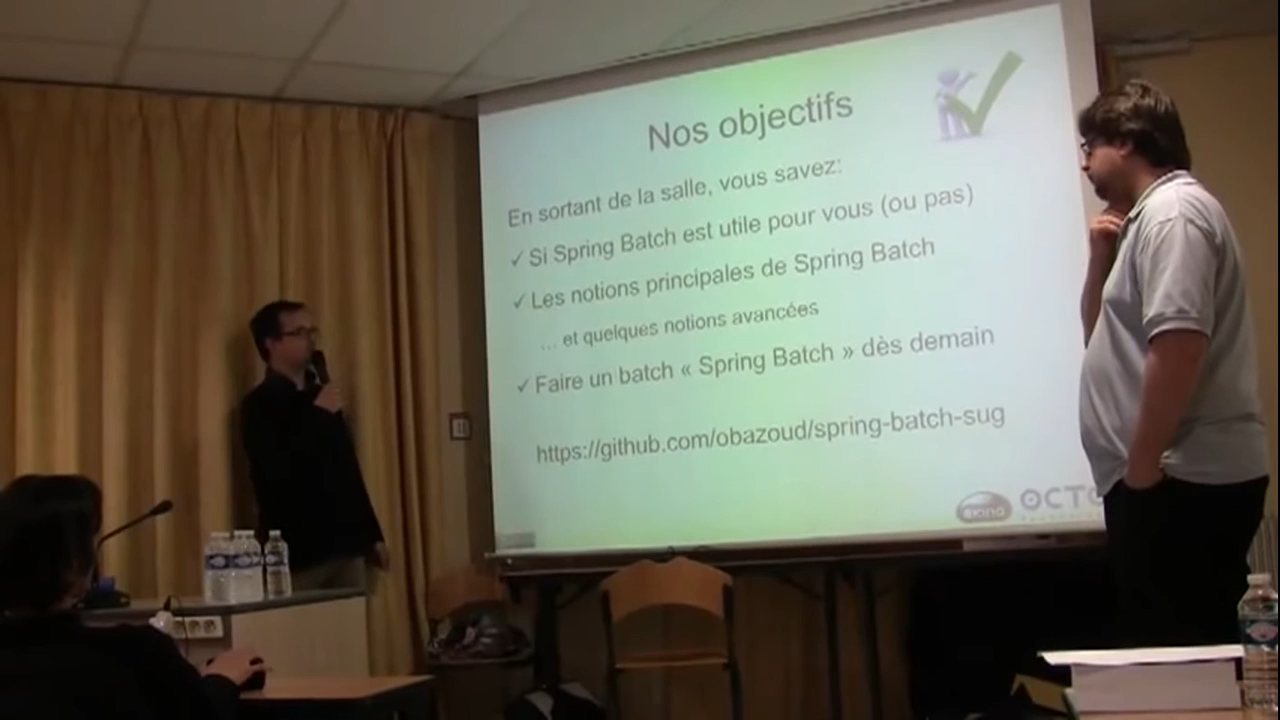 Nos objectifs
En sortant de la salle, vous savez:
✓ Si Spring Batch est utile pour vous (ou pas)
✓ Les notions principales de Spring Batch
… et quelques notions avancées
✓ Faire un batch « Spring Batch » dès demain
https://github.com/obazoud/spring-batch-sug
OCT